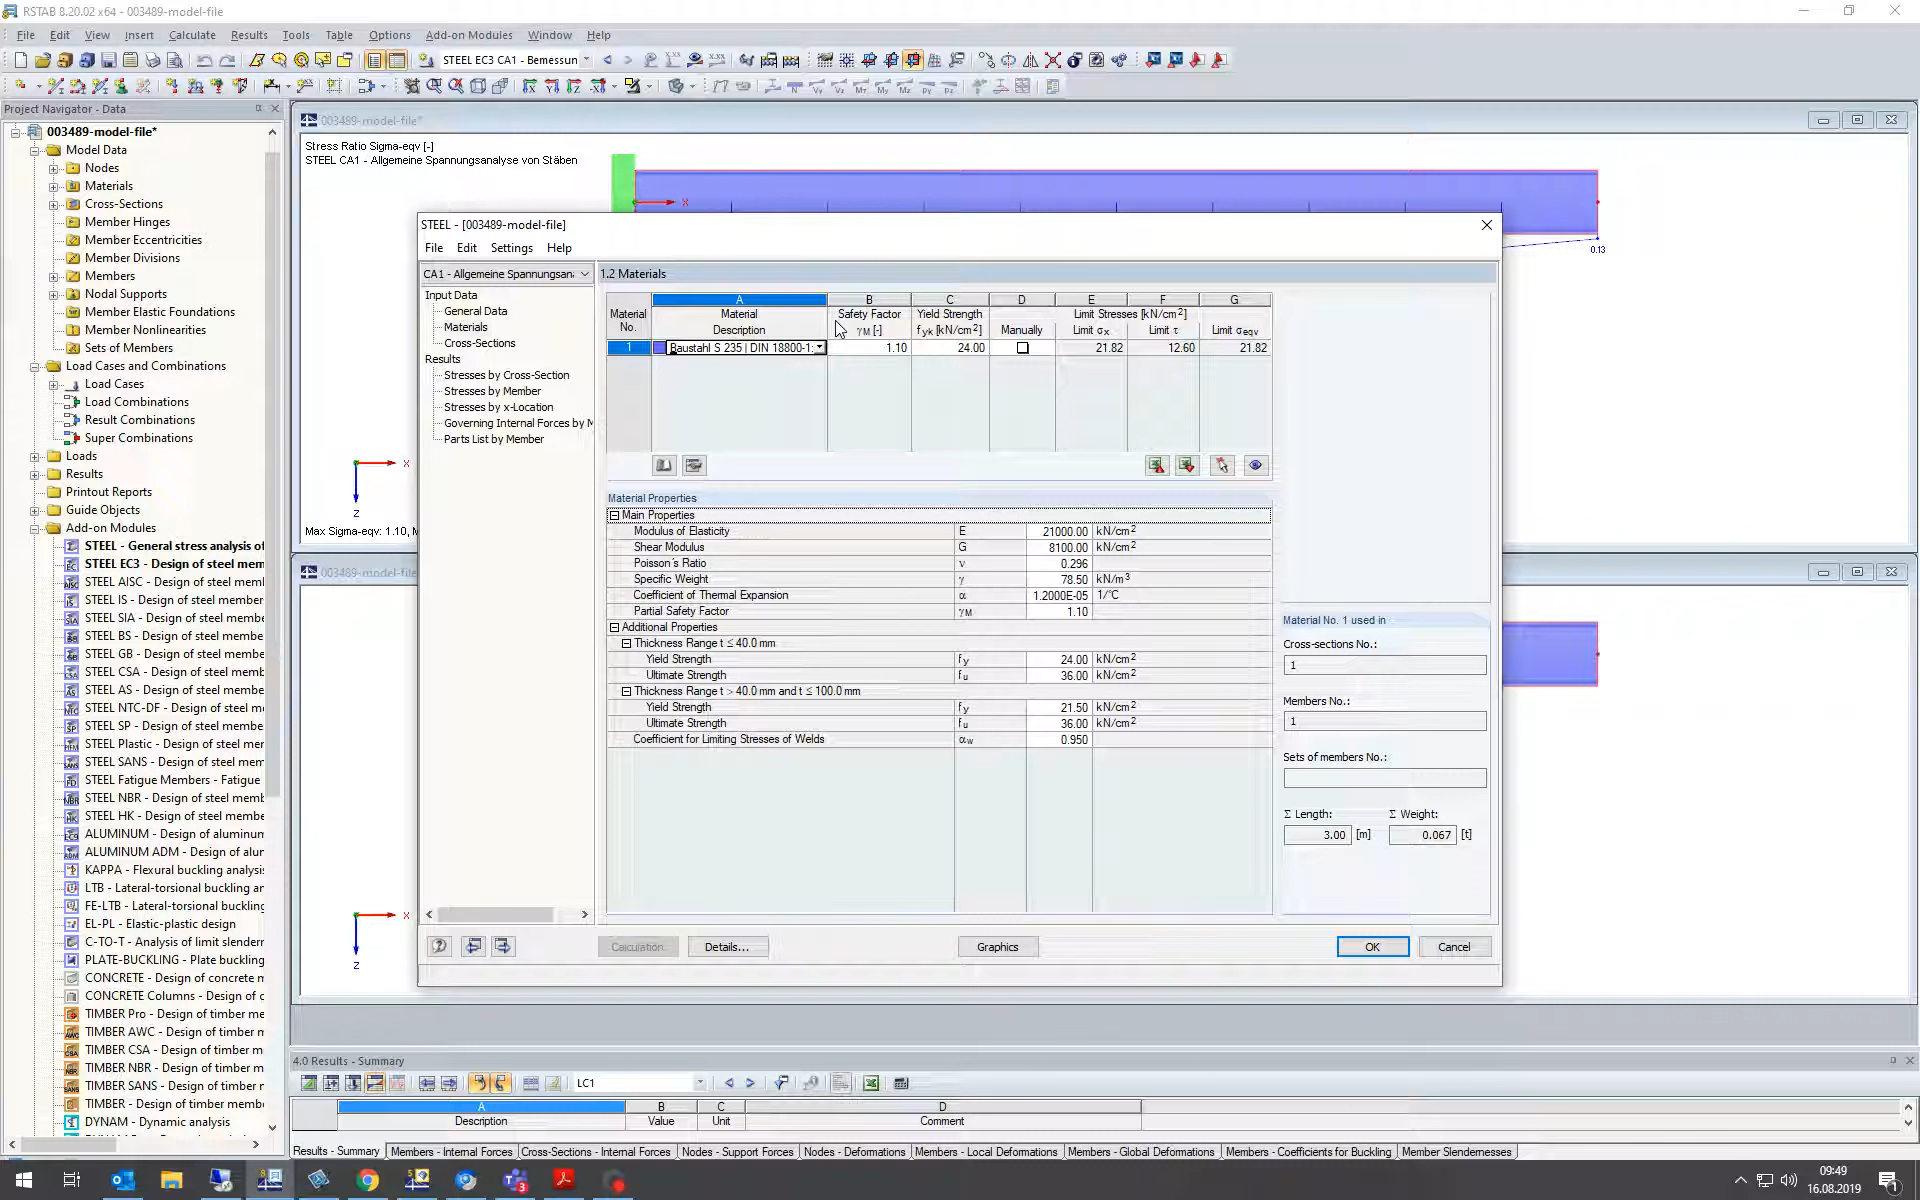 RSTAB 8.20.02 x64 - 003489-model-file*
File Edit View Insert Calculate Results Tools Table Options Add-on Modules Window Help
STEEL EC3 CA1 - Bemessun
Project Navigator - Data
003489-model-file*
Model Data
Nodes
Materials
Cross-Sections
Member Hinges
Member Eccentricities
Member Divisions
Members
Nodal Supports
Member Elastic Foundations
Member Nonlinearities
Sets of Members
Load Cases and Combinations
Load Cases
Load Combinations
Result Combinations
Super Combinations
Loads
Results
Printout Reports
Guide Objects
Add-on Modules
STEEL - General stress analysis of
STEEL EC3 - Design of steel mem
STEEL AISC - Design of steel meml
STEEL IS - Design of steel member
STEEL SIA - Design of steel membe
STEEL BS - Design of steel membe
STEEL GB - Design of steel membe
STEEL CSA - Design of steel memb
STEEL AS - Design of steel membe
STEEL NTC-DF - Design of steel me
STEEL SP - Design of steel membe
STEEL Plastic - Design of steel mer
STEEL SANS - Design of steel mem
STEEL Fatigue Members - Fatigue
STEEL NBR - Design of steel memb
STEEL HK - Design of steel membe
ALUMINUM - Design of aluminum
ALUMINUM ADM - Design of alur
KAPPA - Flexural buckling analysis
LTB - Lateral-torsional buckling an
FE-LTB - Lateral-torsional buckling
EL-PL - Elastic-plastic design
C-TO-T - Analysis of limit slendern
PLATE-BUCKLING - Plate buckling
CONCRETE - Design of concrete m
CONCRETE Columns - Design of c
TIMBER Pro - Design of timber me
TIMBER AWC - Design of timber m
TIMBER CSA - Design of timber m
TIMBER NBR - Design of timber m
TIMBER SANS - Design of timber m
TIMBER - Design of timber membe
DYNAM - Dynamic analysis
003489-model-file*
Stress Ratio Sigma-eqv [-]
STEEL CA1 - Allgemeine Spannungsanalyse von Stäben
X
0.13
X
Z
Max Sigma-eqv: 1.10, M
003489-model-file
X
Z
STEEL - [003489-model-file]
File Edit Settings Help
CA1 - Allgemeine Spannungsan
Input Data
General Data
Materials
Cross-Sections
Results
Stresses by Cross-Section
Stresses by Member
Stresses by x-Location
Governing Internal Forces by M
Parts List by Member
1.2 Materials
A B C D E F G
Material Material Safety Factor Yield Strength Limit Stresses [kN/cm2]
No. Description γM [-] fyk [kN/cm2] Manually Limit σx Limit τ Limit σeqv
1 Baustahl S 235 | DIN 18800-1: 1.10 24.00 21.82 12.60 21.82
Material Properties
Main Properties
Modulus of Elasticity E 21000.00 kN/cm2
Shear Modulus G 8100.00 kN/cm2
Poisson´s Ratio ν 0.296
Specific Weight γ 78.50 kN/m3
Coefficient of Thermal Expansion α 1.2000E-05 1/°C
Partial Safety Factor γM 1.10
Additional Properties
Thickness Range t ≤ 40.0 mm
Yield Strength fy 24.00 kN/cm2
Ultimate Strength fu 36.00 kN/cm2
Thickness Range t > 40.0 mm and t ≤ 100.0 mm
Yield Strength fy 21.50 kN/cm2
Ultimate Strength fu 36.00 kN/cm2
Coefficient for Limiting Stresses of Welds αw 0.950
Material No. 1 used in
Cross-sections No.:
1
Members No.:
1
Sets of members No.:
Σ Length: Σ Weight:
3.00 [m] 0.067 [t]
Calculation Details... Graphics OK Cancel
4.0 Results - Summary
LC1
A B C D
Description Value Unit Comment
Results - Summary Members - Internal Forces Cross-Sections - Internal Forces Nodes - Support Forces Nodes - Deformations Members - Local Deformations Members - Global Deformations Members - Coefficients for Buckling Member Slendernesses
09:49
16.08.2019